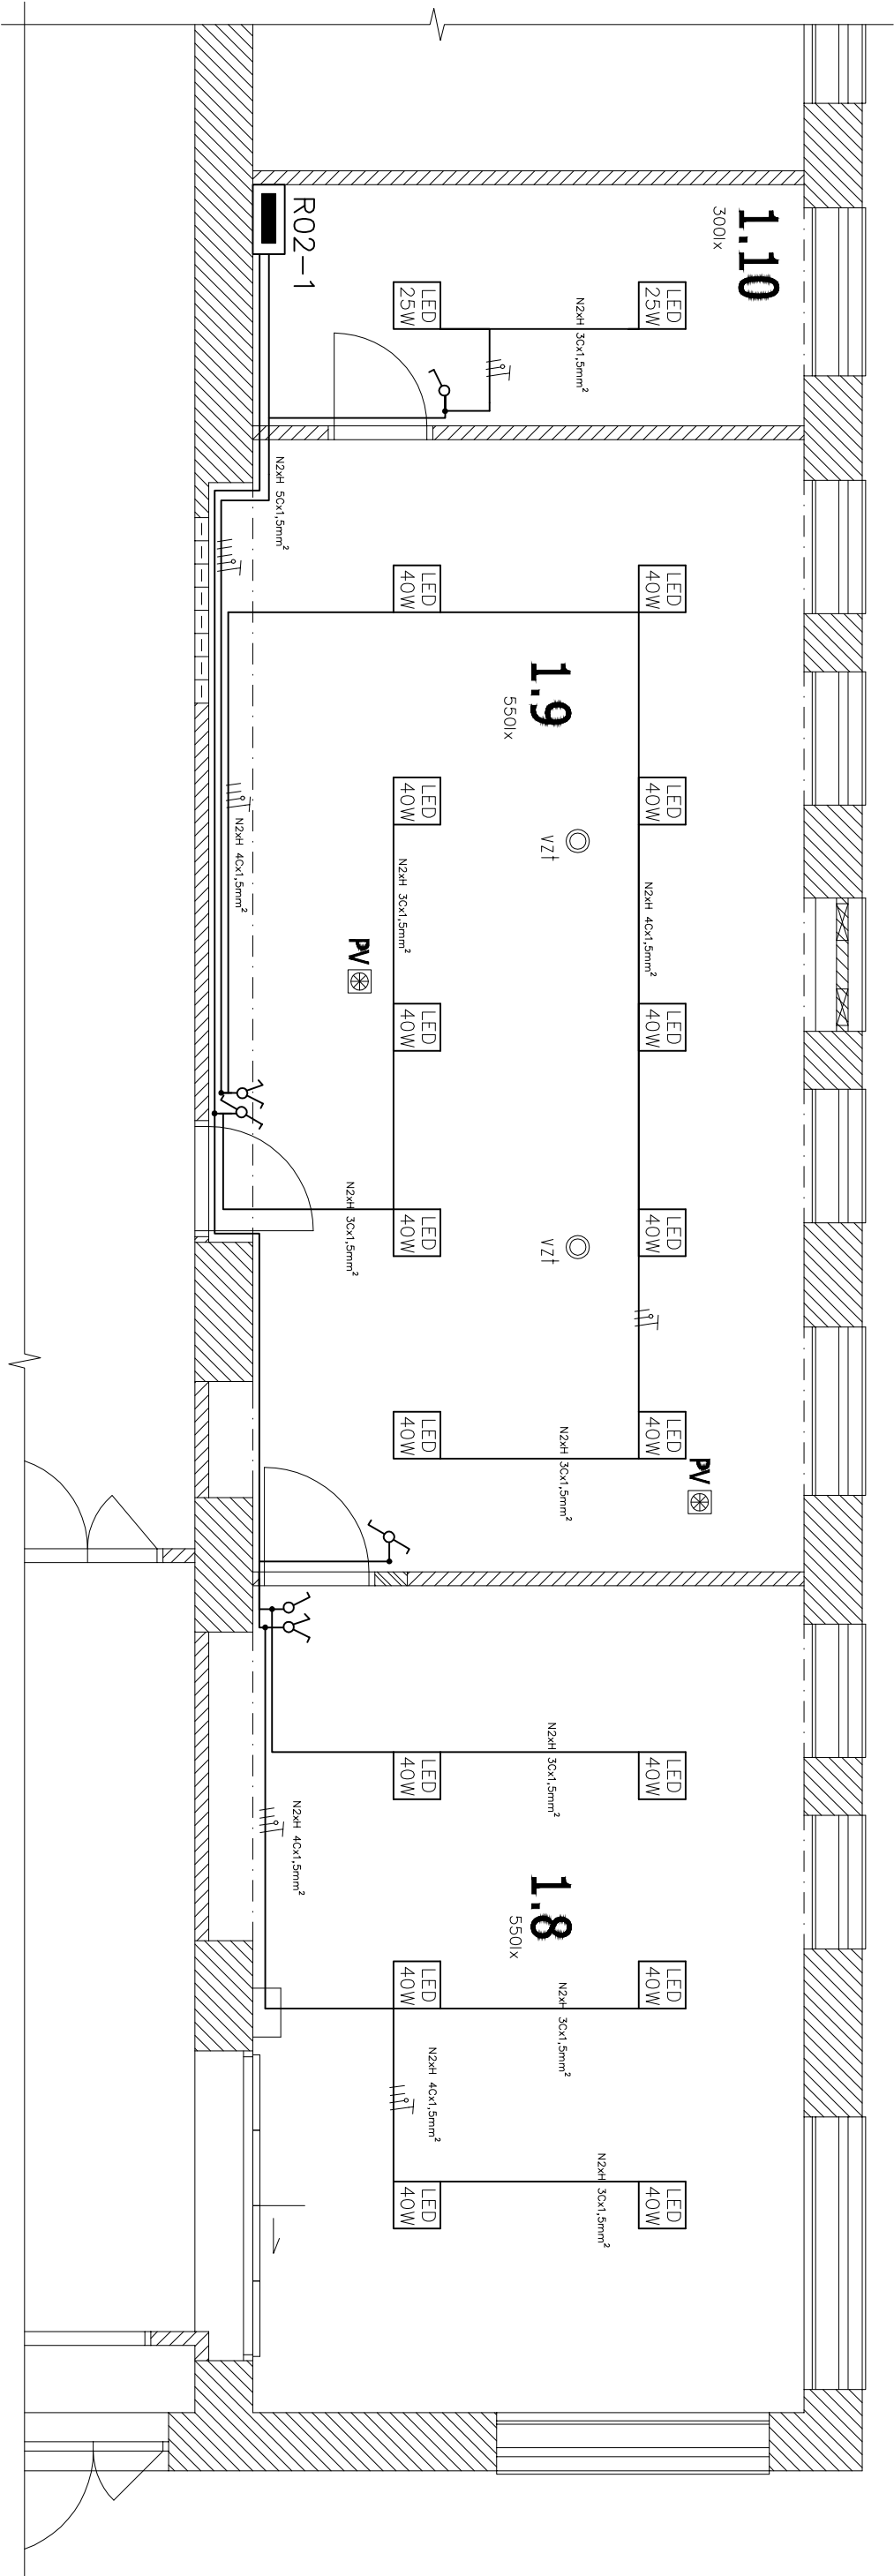 1.10
300lx
R02-1
LED
25W
LED
25W
N2xH 3Cx1,5mm²
N2xH 5Cx1,5mm²
LED
40W
LED
40W
1.9
550lx
LED
40W
LED
40W
VZT
N2xH 4Cx1,5mm²
N2xH 3Cx1,5mm²
N2xH 4Cx1,5mm²
PV
LED
40W
LED
40W
LED
40W
LED
40W
VZT
N2xH 3Cx1,5mm²
LED
40W
LED
40W
N2xH 3Cx1,5mm²
PV
LED
40W
LED
40W
N2xH 3Cx1,5mm²
N2xH 4Cx1,5mm²
1.8
550lx
LED
40W
LED
40W
N2xH 3Cx1,5mm²
N2xH 4Cx1,5mm²
LED
40W
LED
40W
N2xH 3Cx1,5mm²